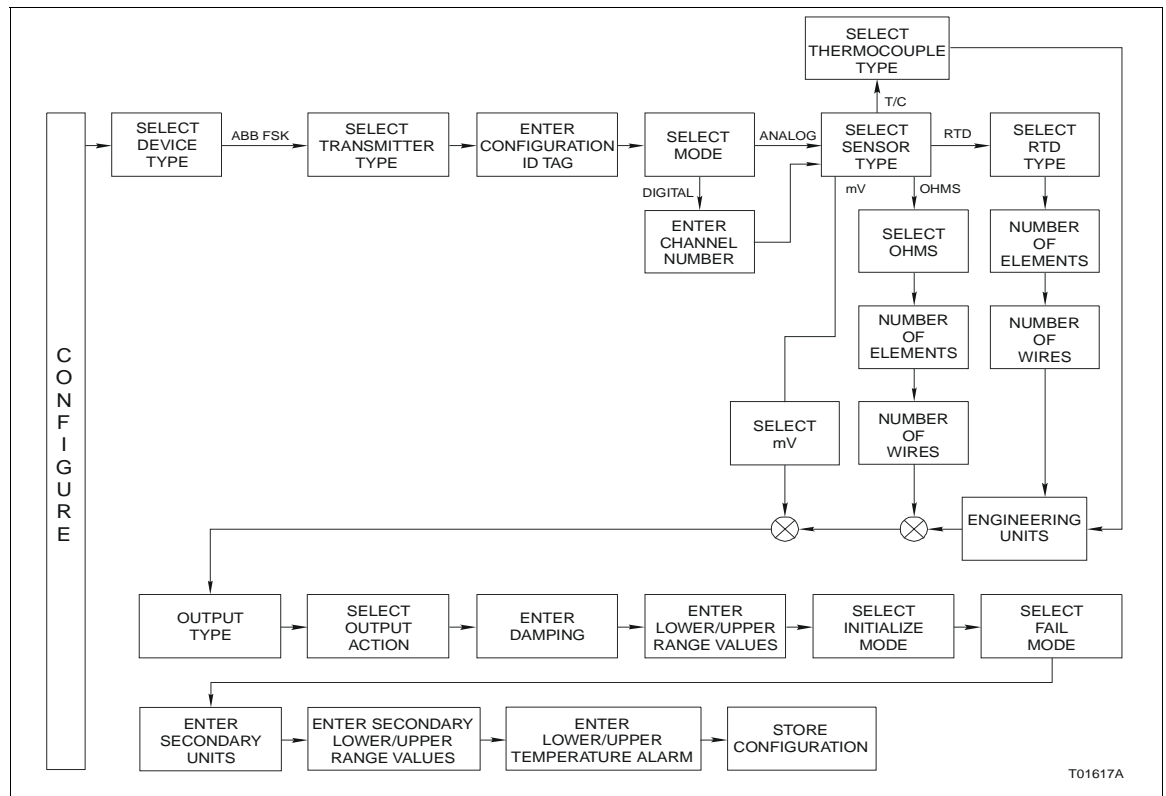 SELECT
THERMOCOUPLE
TYPE
T/C
CONFIGURE
SELECT
DEVICE
TYPE
ABB FSK
SELECT
TRANSMITTER
TYPE
ENTER
CONFIGURATION
ID TAG
SELECT
MODE
ANALOG
SELECT
SENSOR
TYPE
RTD
SELECT
RTD
TYPE
DIGITAL
mV
OHMS
ENTER
CHANNEL
NUMBER
SELECT
OHMS
NUMBER
OF
ELEMENTS
NUMBER
OF
ELEMENTS
NUMBER
OF
WIRES
SELECT
mV
NUMBER
OF
WIRES
ENGINEERING
UNITS
OUTPUT
TYPE
SELECT
OUTPUT
ACTION
ENTER
DAMPING
ENTER
LOWER/UPPER
RANGE VALUES
SELECT
INITIALIZE
MODE
SELECT
FAIL
MODE
ENTER
SECONDARY
UNITS
ENTER SECONDARY
LOWER/UPPER
RANGE VALUES
ENTER
LOWER/UPPER
TEMPERATURE ALARM
STORE
CONFIGURATION
T01617A